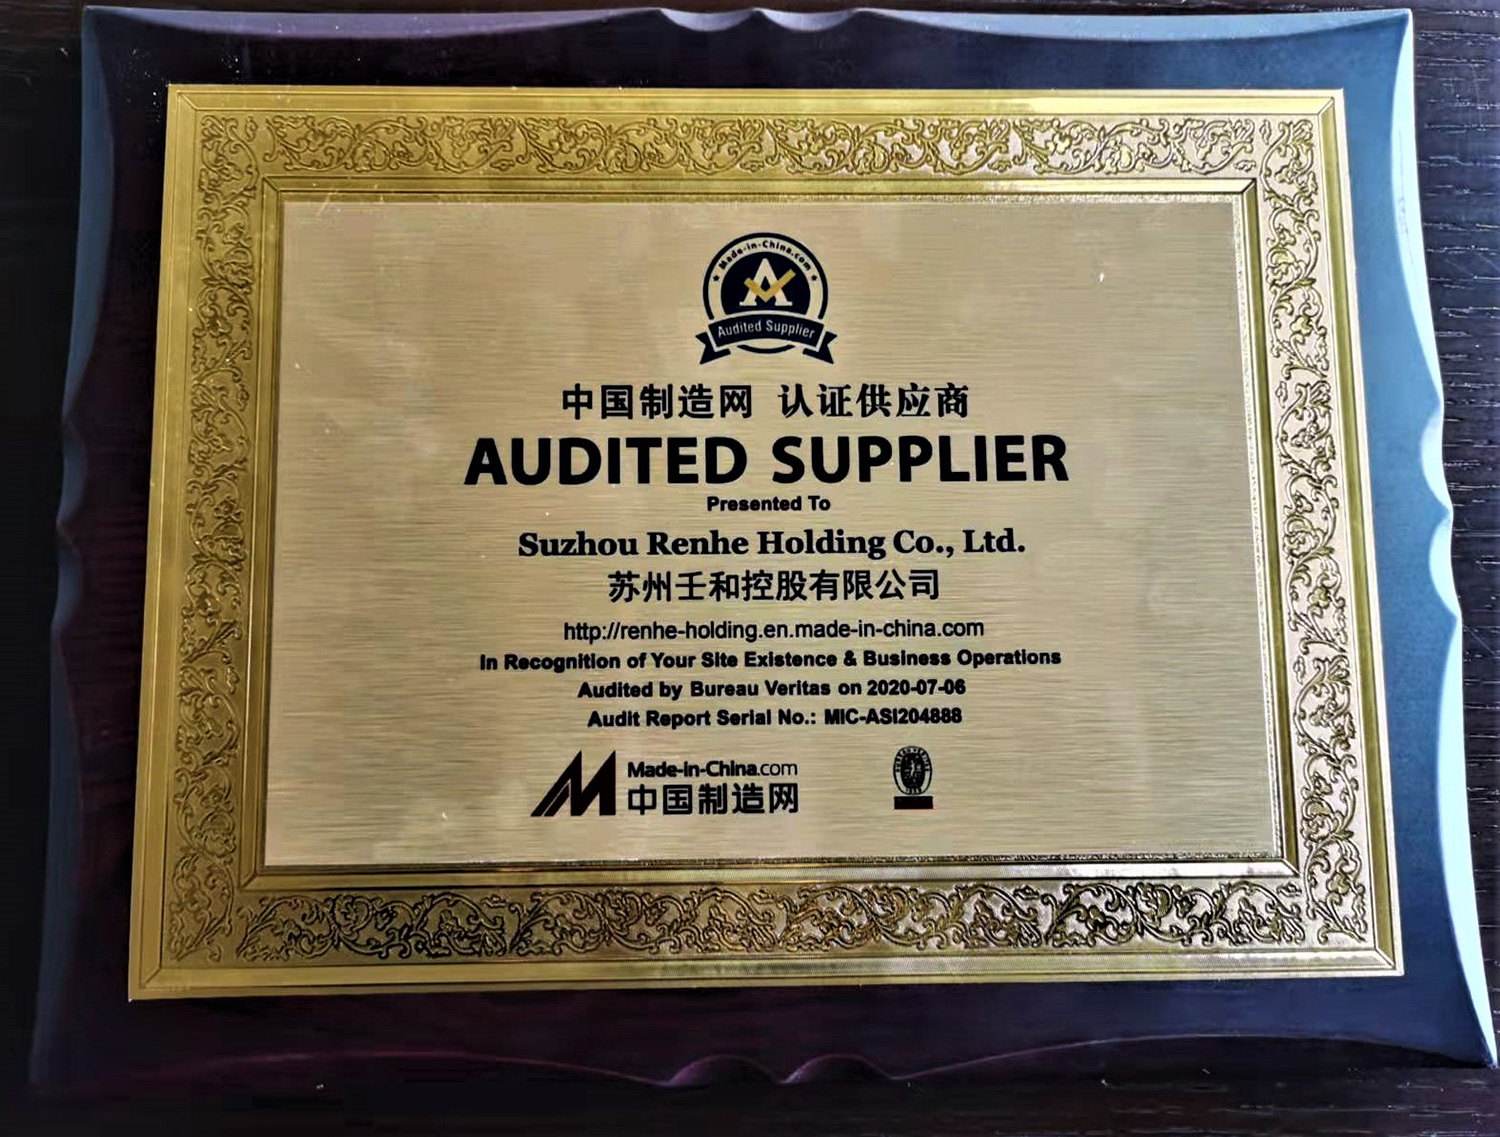 Made-in-China.com
A
Audited Supplier
中国制造网 认证供应商
AUDITED SUPPLIER
Presented To
Suzhou Renhe Holding Co., Ltd.
苏州壬和控股有限公司
http://renhe-holding.en.made-in-china.com
In Recognition of Your Site Existence & Business Operations
Audited by Bureau Veritas on 2020-07-06
Audit Report Serial No.: MIC-ASI204888
Made-in-China.com
中国制造网